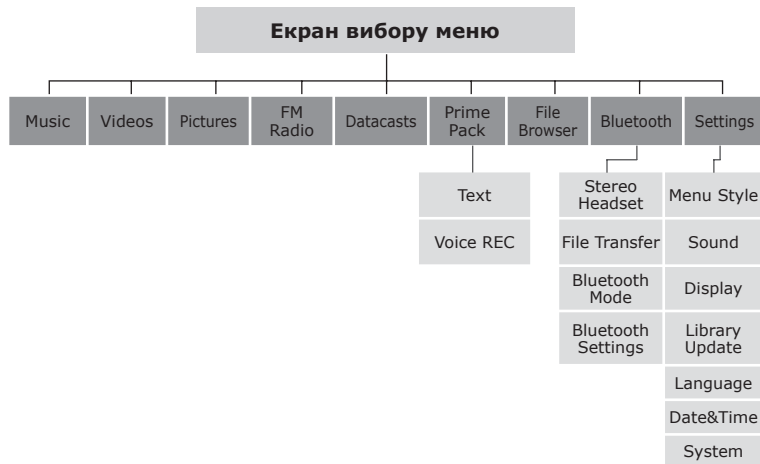 Екран вибору меню
Music
Videos
Pictures
FM
Radio
Datacasts
Prime
Pack
File
Browser
Bluetooth
Settings
Text
Voice REC
Stereo
Headset
File Transfer
Bluetooth
Mode
Bluetooth
Settings
Menu Style
Sound
Display
Library
Update
Language
Date&Time
System